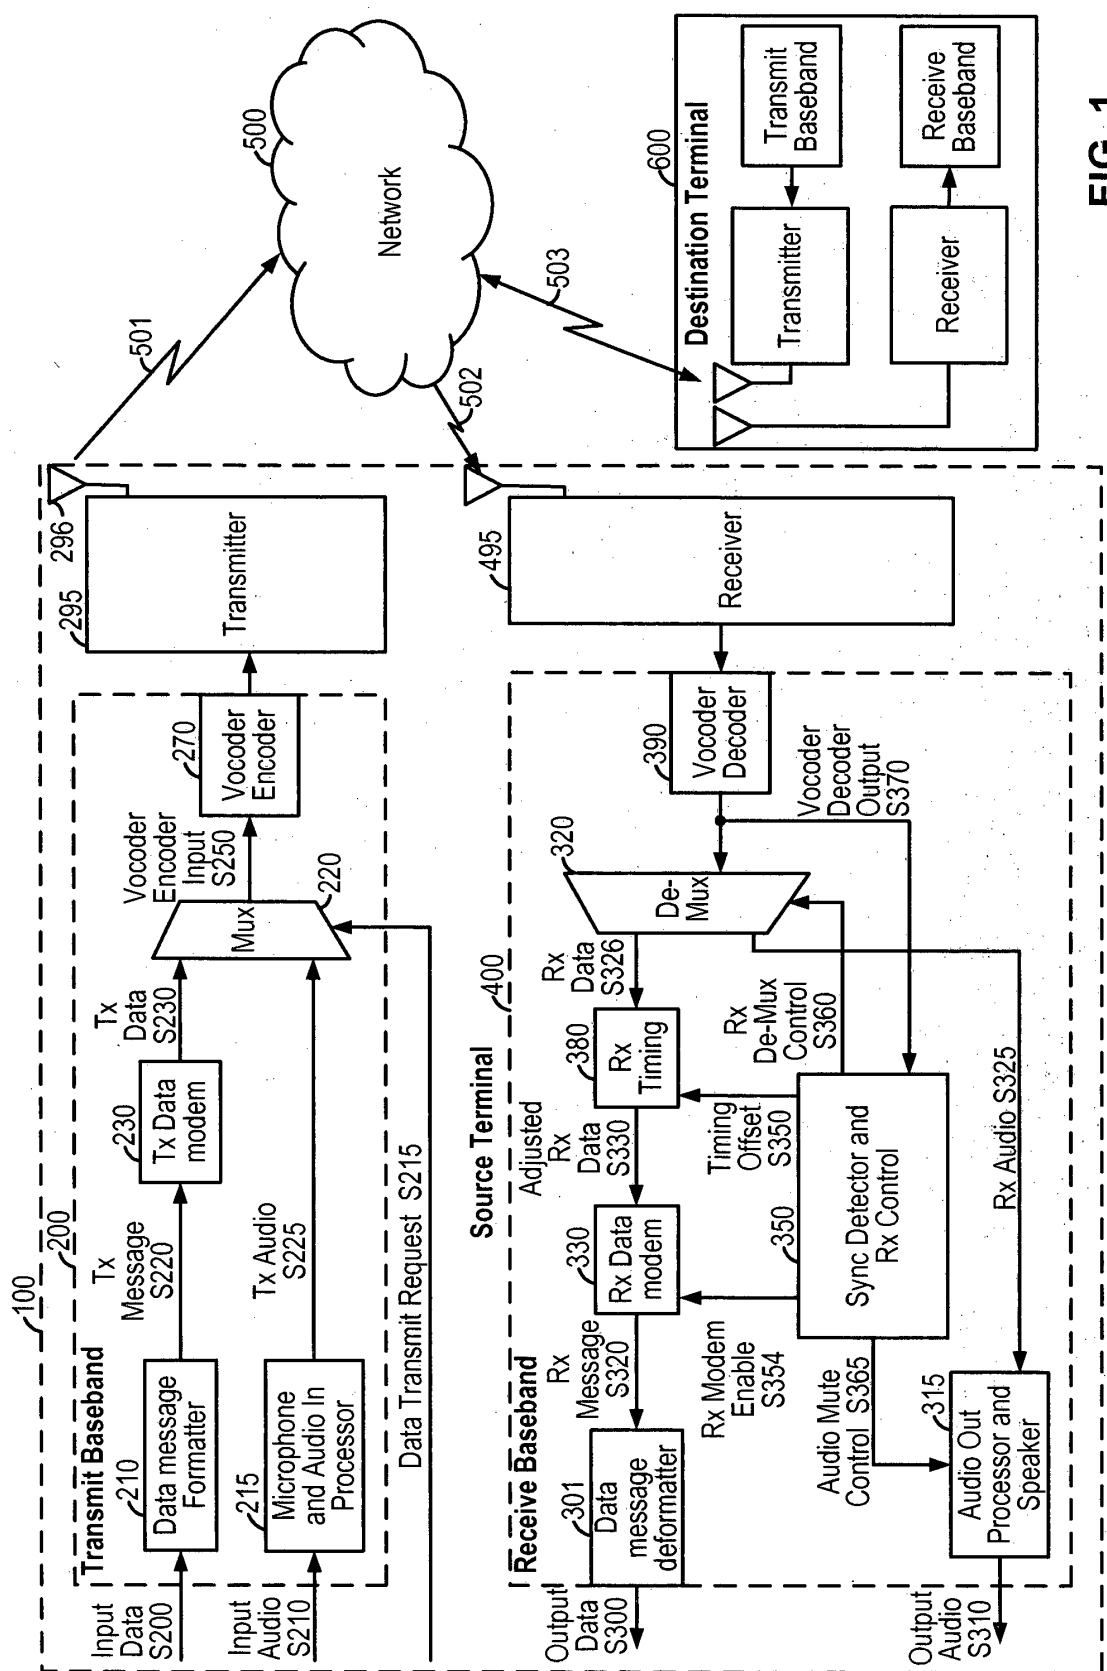 100
200
Transmit Baseband
Input
Data
S200
210
Data message
Formatter
Tx
Message
S220
230
Tx Data
modem
Tx
Data
S230
Input
Audio
S210
215
Microphone
and Audio In
Processor
Tx Audio
S225
Mux
220
Vocoder
Encoder
Input
S250
270
Vocoder
Encoder
295
Transmitter
296
501
Data Transmit Request S215
Network
500
502
503
Source Terminal
400
Receive Baseband
Output
Data
S300
301
Data
message
deformatter
Rx
Message
S320
330
Rx Data
modem
Adjusted
Rx
Data S330
380
Rx
Timing
Rx
Data
S326
320
De-
Mux
390
Vocoder
Decoder
495
Receiver
Vocoder
Decoder
Output
S370
Rx Modem
Enable
S354
Timing
Offset
S350
Rx
De-Mux
Control
S360
350
Sync Detector and
Rx Control
Audio Mute
Control S365
315
Audio Out
Processor and
Speaker
Rx Audio S325
Output
Audio
S310
600
Destination Terminal
Transmitter
Transmit
Baseband
Receiver
Receive
Baseband
FIG. 1